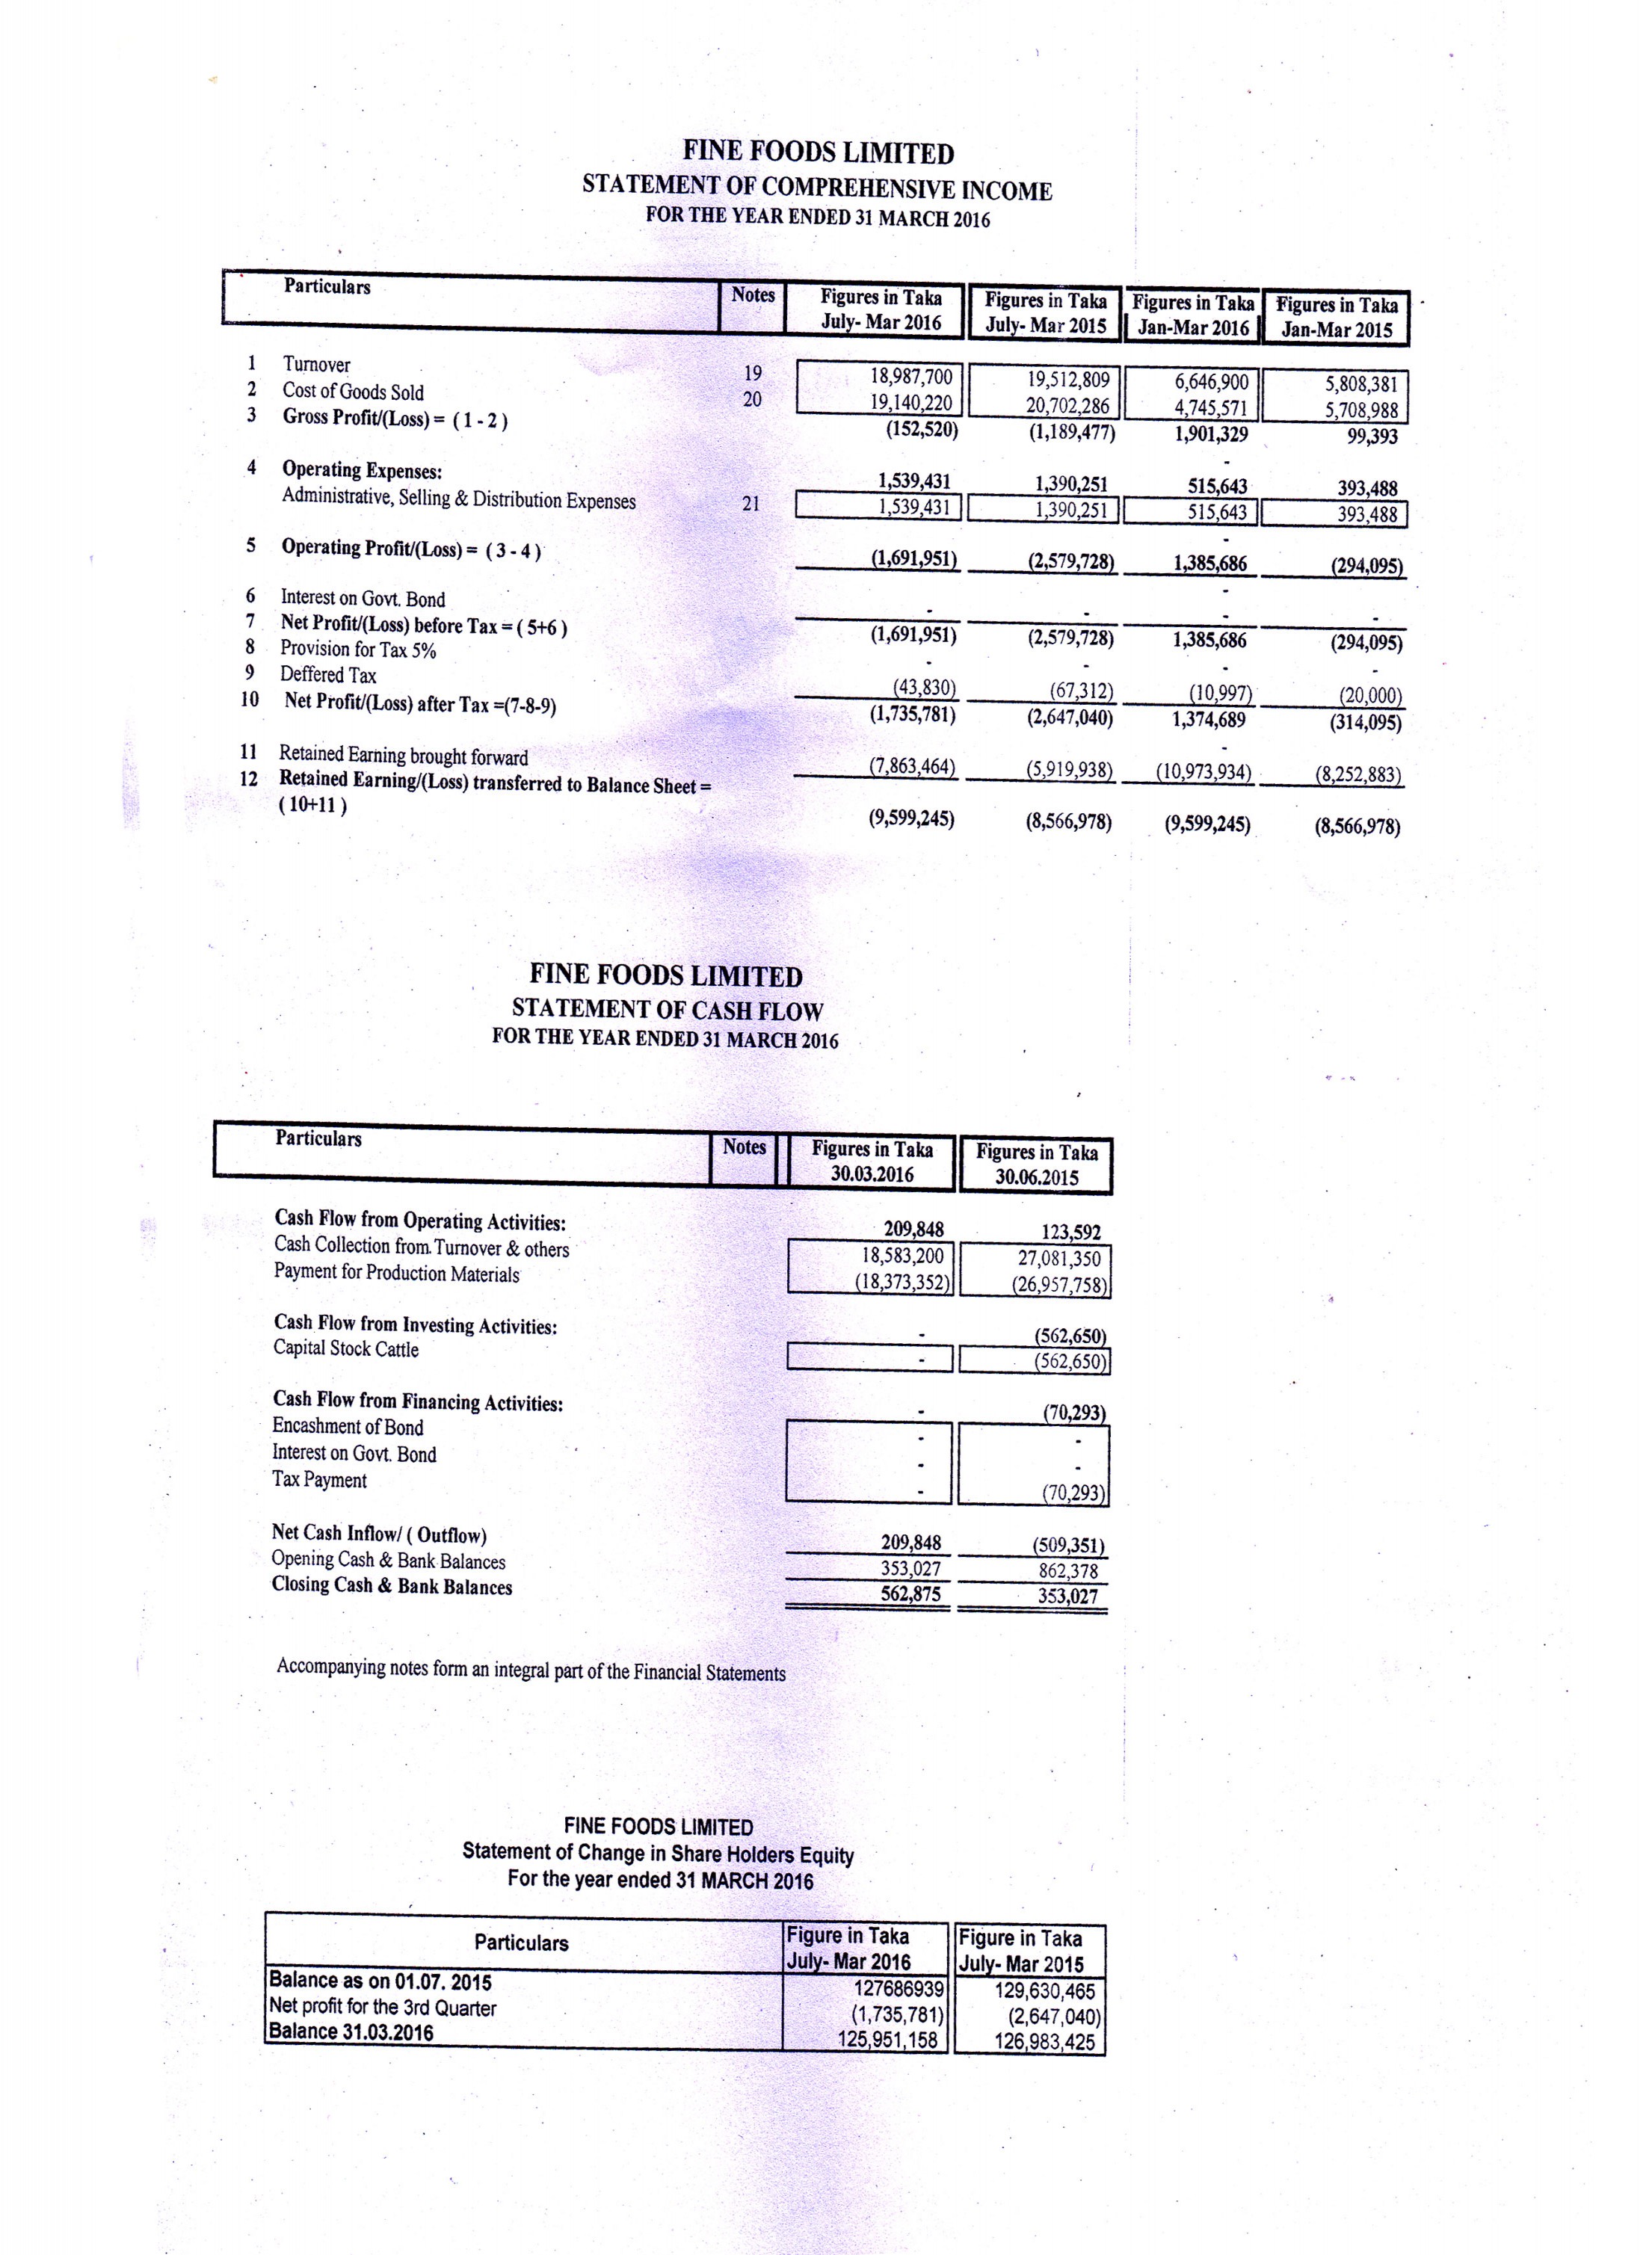 FINE FOODS LIMITED
STATEMENT OF COMPREHENSIVE INCOME
FOR THE YEAR ENDED 31 MARCH 2016
Particulars Notes Figures in Taka July- Mar 2016 Figures in Taka July- Mar 2015 Figures in Taka Jan-Mar 2016 Figures in Taka Jan-Mar 2015
1 Turnover 19 18,987,700 19,512,809 6,646,900 5,808,381
2 Cost of Goods Sold 20 19,140,220 20,702,286 4,745,571 5,708,988
3 Gross Profit/(Loss) = ( 1 - 2 ) (152,520) (1,189,477) 1,901,329 99,393
-
4 Operating Expenses: 1,539,431 1,390,251 515,643 393,488
Administrative, Selling & Distribution Expenses 21 1,539,431 1,390,251 515,643 393,488
-
5 Operating Profit/(Loss) = ( 3 - 4 ) (1,691,951) (2,579,728) 1,385,686 (294,095)
-
6 Interest on Govt. Bond - - - -
7 Net Profit/(Loss) before Tax = ( 5+6 ) (1,691,951) (2,579,728) 1,385,686 (294,095)
8 Provision for Tax 5% - - - -
9 Deffered Tax (43,830) (67,312) (10,997) (20,000)
10 Net Profit/(Loss) after Tax =(7-8-9) (1,735,781) (2,647,040) 1,374,689 (314,095)
-
11 Retained Earning brought forward (7,863,464) (5,919,938) (10,973,934) (8,252,883)
12 Retained Earning/(Loss) transferred to Balance Sheet =
( 10+11 ) (9,599,245) (8,566,978) (9,599,245) (8,566,978)
FINE FOODS LIMITED
STATEMENT OF CASH FLOW
FOR THE YEAR ENDED 31 MARCH 2016
Particulars Notes Figures in Taka 30.03.2016 Figures in Taka 30.06.2015
Cash Flow from Operating Activities: 209,848 123,592
Cash Collection from Turnover & others 18,583,200 27,081,350
Payment for Production Materials (18,373,352) (26,957,758)
Cash Flow from Investing Activities: - (562,650)
Capital Stock Cattle - (562,650)
Cash Flow from Financing Activities: - (70,293)
Encashment of Bond - -
Interest on Govt. Bond - -
Tax Payment - (70,293)
Net Cash Inflow/ ( Outflow) 209,848 (509,351)
Opening Cash & Bank Balances 353,027 862,378
Closing Cash & Bank Balances 562,875 353,027
Accompanying notes form an integral part of the Financial Statements
FINE FOODS LIMITED
Statement of Change in Share Holders Equity
For the year ended 31 MARCH 2016
Particulars Figure in Taka July- Mar 2016 Figure in Taka July- Mar 2015
Balance as on 01.07. 2015 127686939 129,630,465
Net profit for the 3rd Quarter (1,735,781) (2,647,040)
Balance 31.03.2016 125,951,158 126,983,425